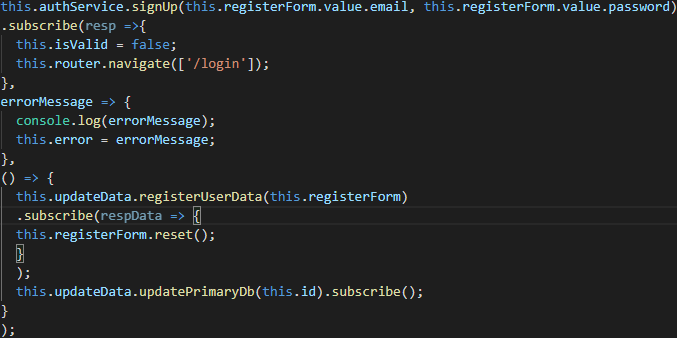 this.authService.signUp(this.registerForm.value.email, this.registerForm.value.password)
.subscribe(resp =>{
  this.isValid = false;
  this.router.navigate(['/login']);
},
errorMessage => {
  console.log(errorMessage);
  this.error = errorMessage;
},
() => {
  this.updateData.registerUserData(this.registerForm)
  .subscribe(respData => {
  this.registerForm.reset();
  }
  );
  this.updateData.updatePrimaryDb(this.id).subscribe();
}
);